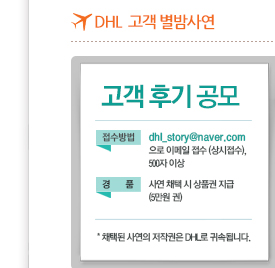 DHL 고객 별밤사연
고객 후기 공모
접수방법 dhl_story@naver.com
으로 이메일 접수 (상시접수),
500자 이상
경 품 사연 채택 시 상품권 지급
(5만원 권)
* 채택된 사연의 저작권은 DHL로 귀속됩니다.